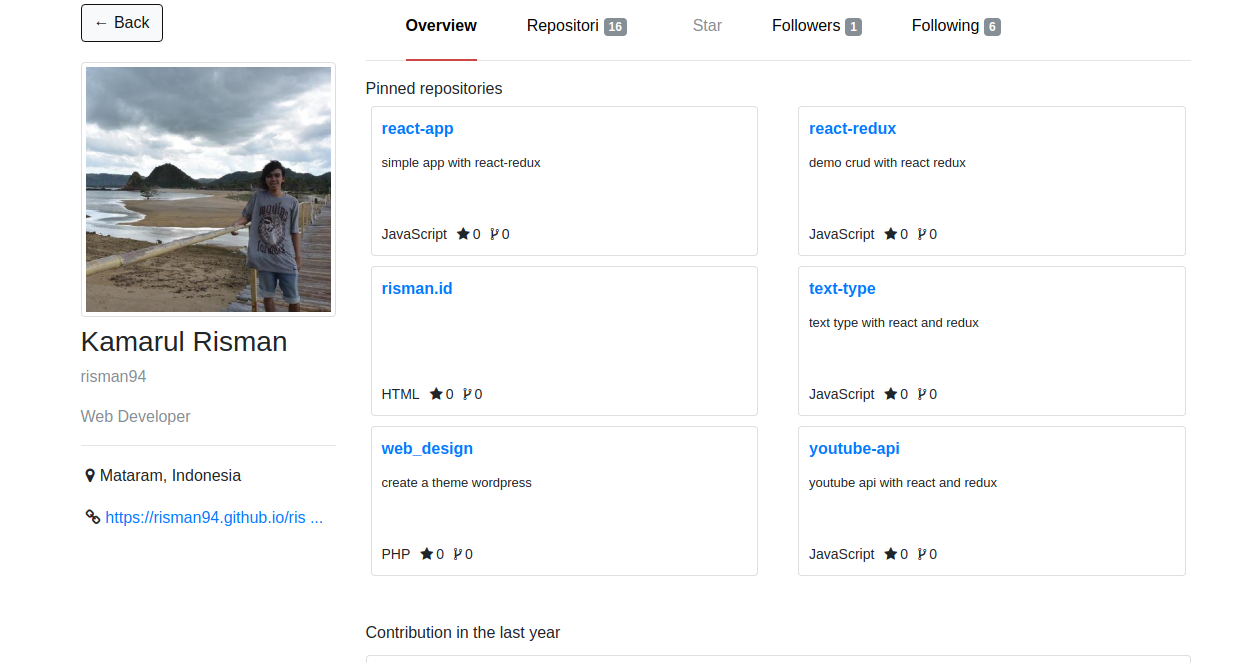 ← Back
Overview
Repositori 16
Star
Followers 1
Following 6
Kamarul Risman
risman94
Web Developer
Mataram, Indonesia
https://risman94.github.io/ris ...
Pinned repositories
react-app
simple app with react-redux
JavaScript 0 0
react-redux
demo crud with react redux
JavaScript 0 0
risman.id
HTML 0 0
text-type
text type with react and redux
JavaScript 0 0
web_design
create a theme wordpress
PHP 0 0
youtube-api
youtube api with react and redux
JavaScript 0 0
Contribution in the last year